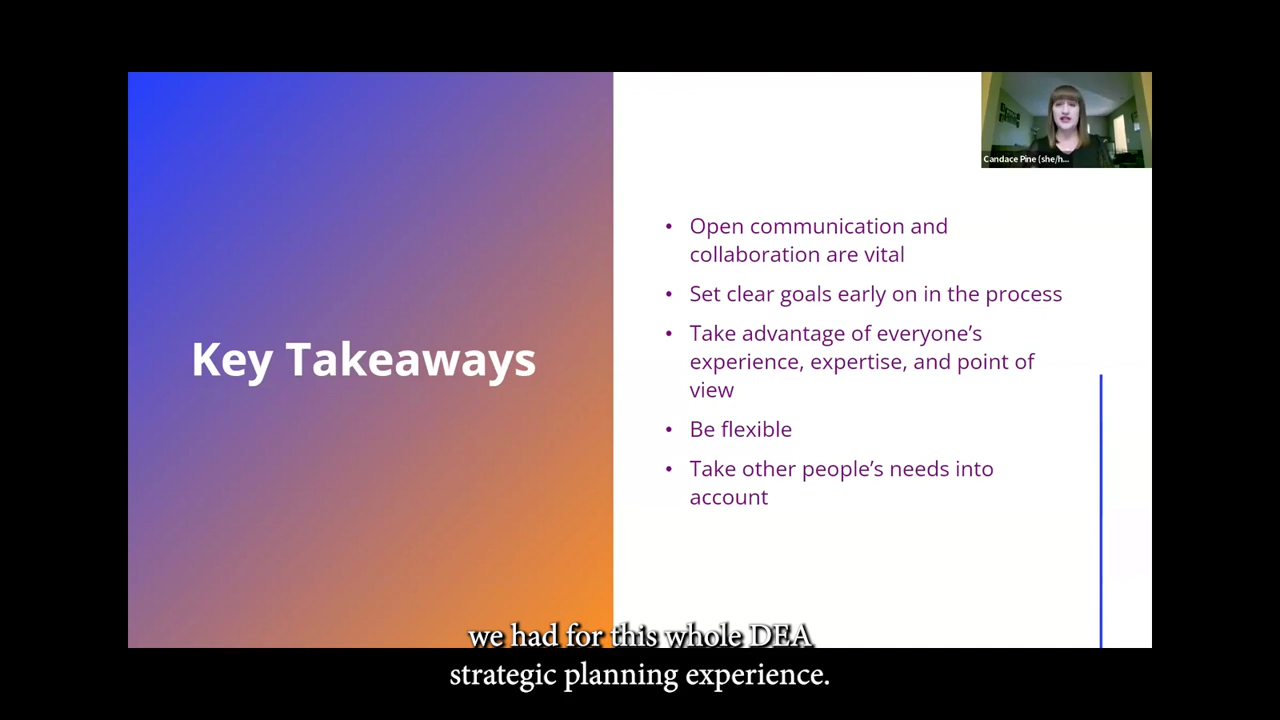 Candace Pine (she/h...
Key Takeaways
• Open communication and
collaboration are vital
• Set clear goals early on in the process
• Take advantage of everyone’s
experience, expertise, and point of
view
• Be flexible
• Take other people’s needs into
account
we had for this whole DEA
strategic planning experience.